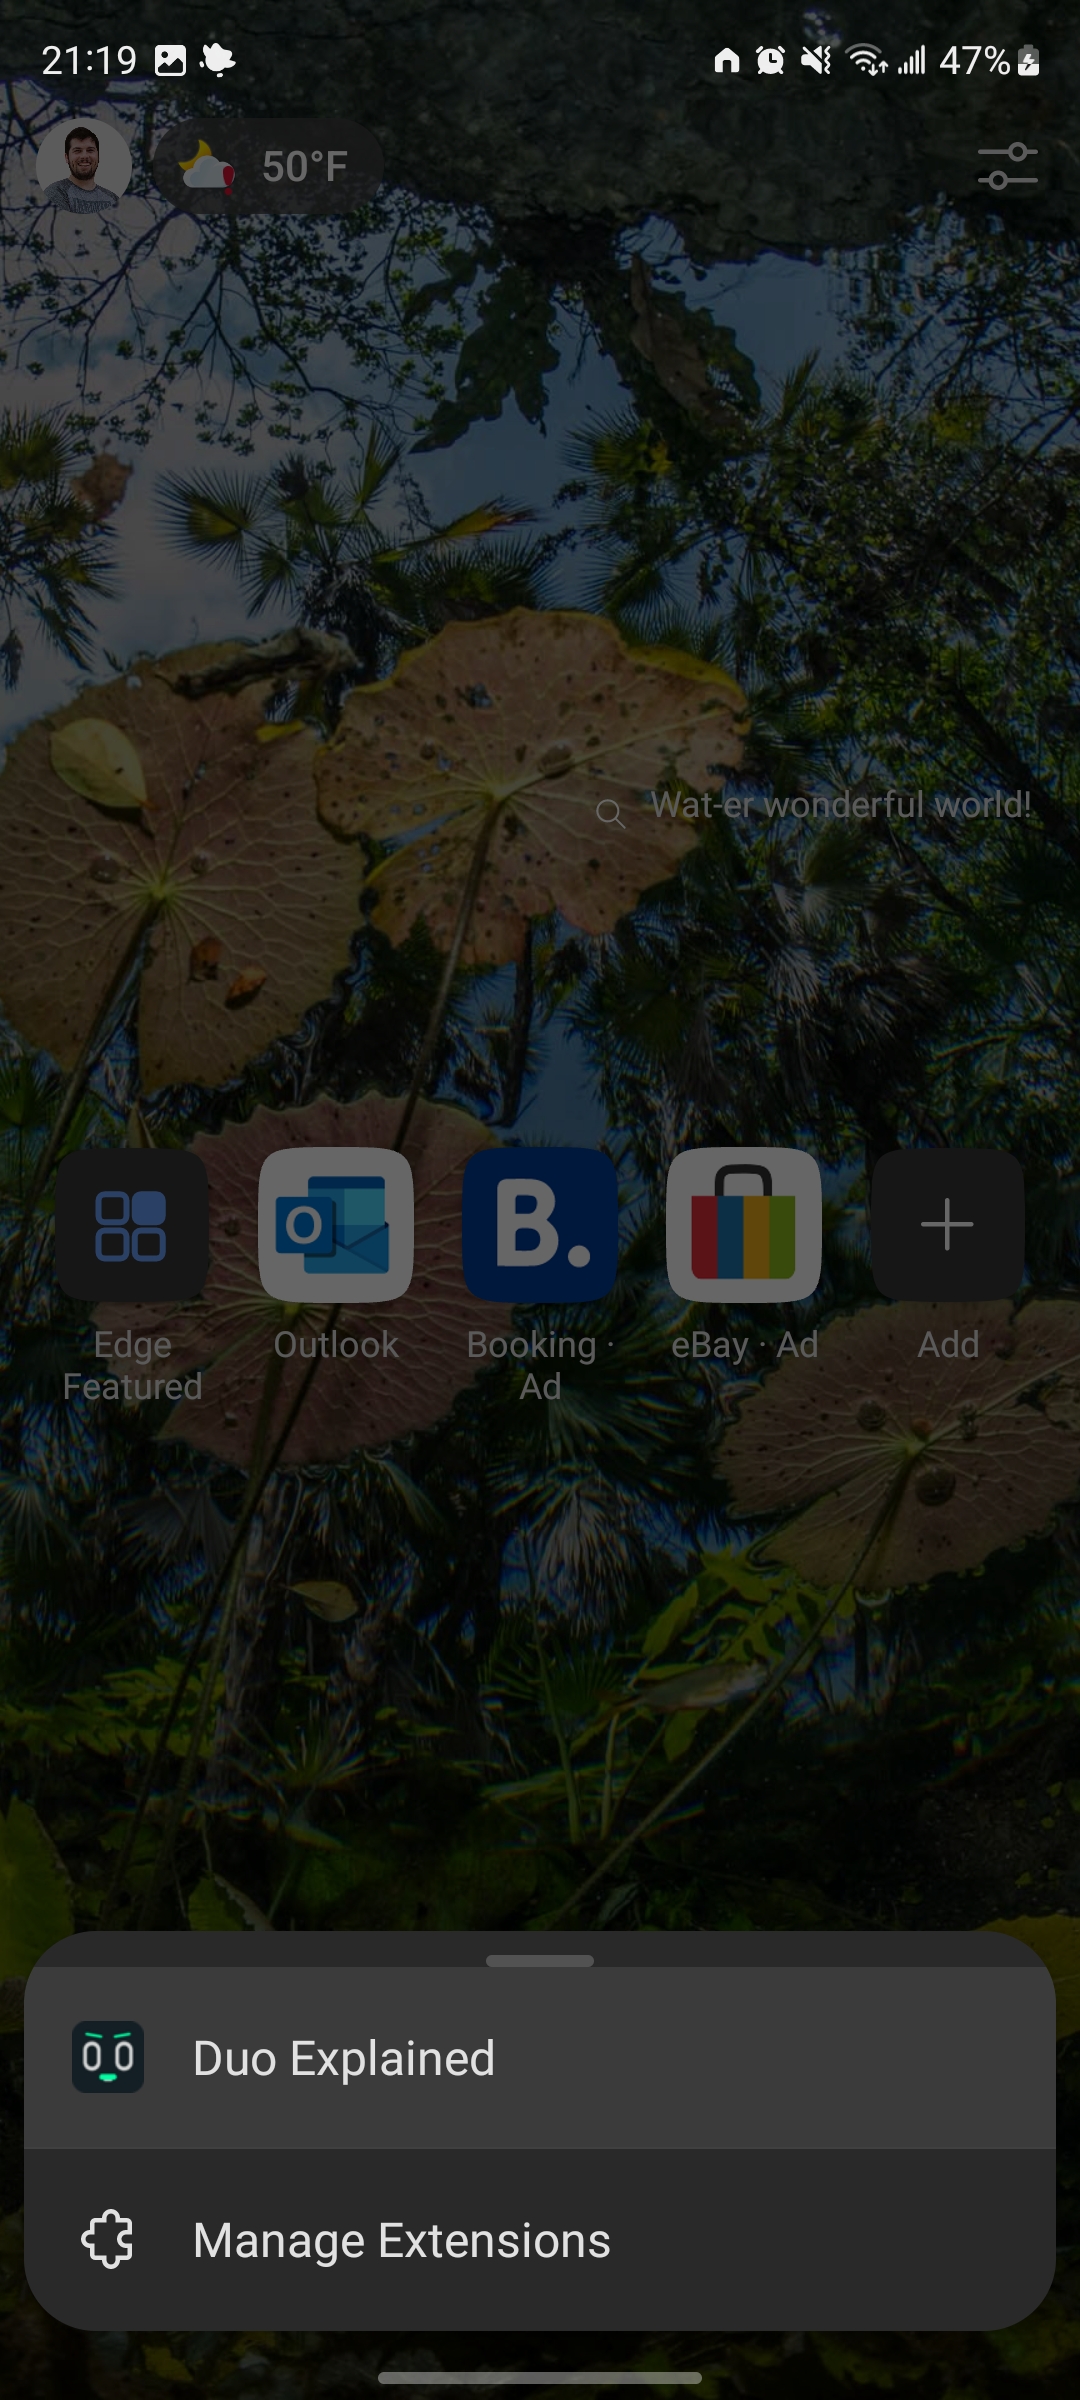 21:19
47%
50°F
Wat-er wonderful world!
Edge
Featured
Outlook
B.
Booking ·
Ad
eBay · Ad
Add
Duo Explained
Manage Extensions